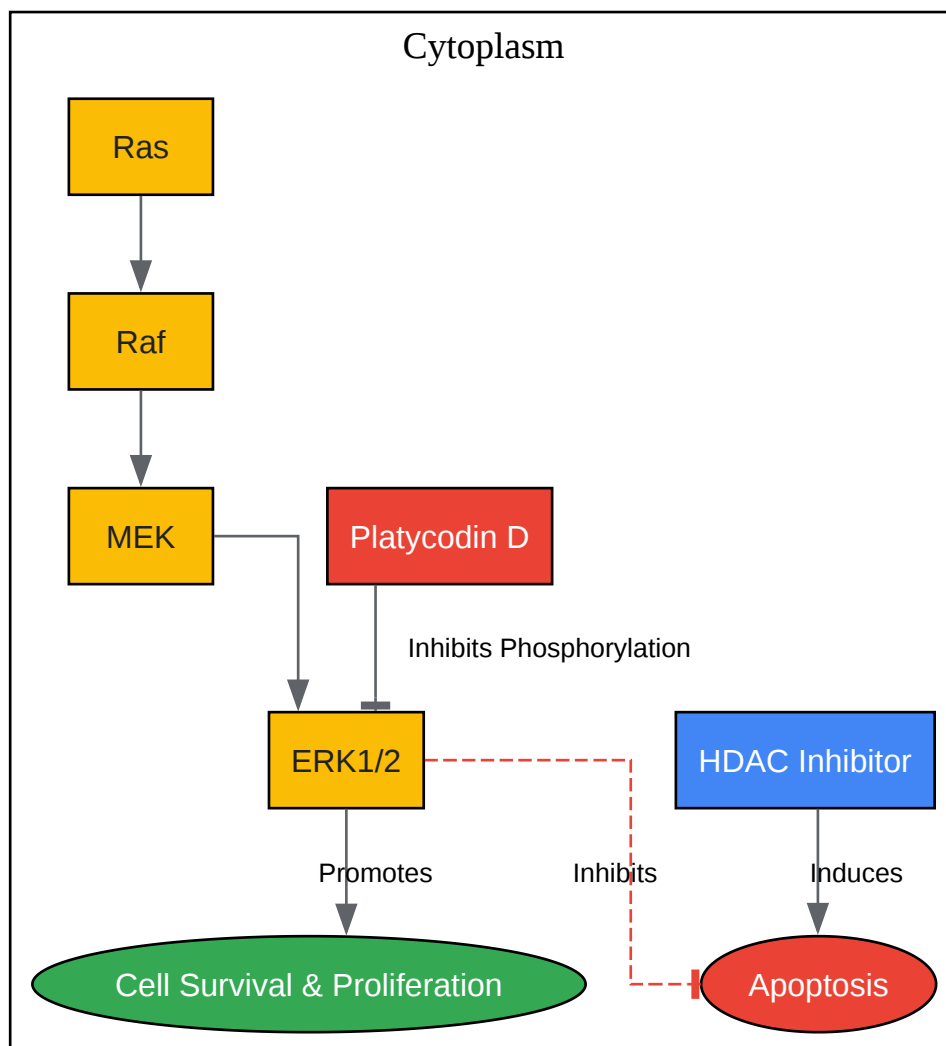 Cytoplasm
Ras
Raf
MEK
Platycodin D
Inhibits Phosphorylation
ERK1/2
HDAC Inhibitor
Promotes
Inhibits
Induces
Cell Survival & Proliferation
Apoptosis